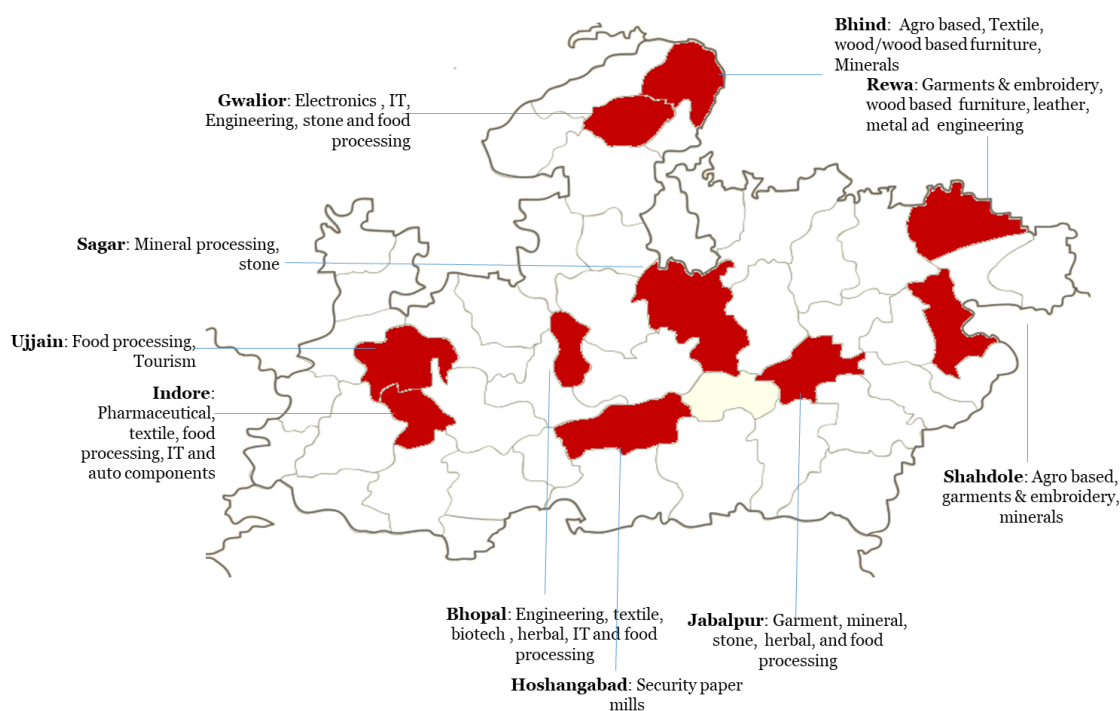 Bhind: Agro based, Textile,
wood/wood based furniture,
Minerals
Rewa: Garments & embroidery,
wood based furniture, leather,
metal ad engineering
Gwalior: Electronics , IT,
Engineering, stone and food
processing
Sagar: Mineral processing,
stone
Ujjain: Food processing,
Tourism
Indore:
Pharmaceutical,
textile, food
processing, IT and
auto components
Shahdole: Agro based,
garments & embroidery,
minerals
Bhopal: Engineering, textile,
biotech , herbal, IT and food
processing
Jabalpur: Garment, mineral,
stone, herbal, and food
processing
Hoshangabad: Security paper
mills